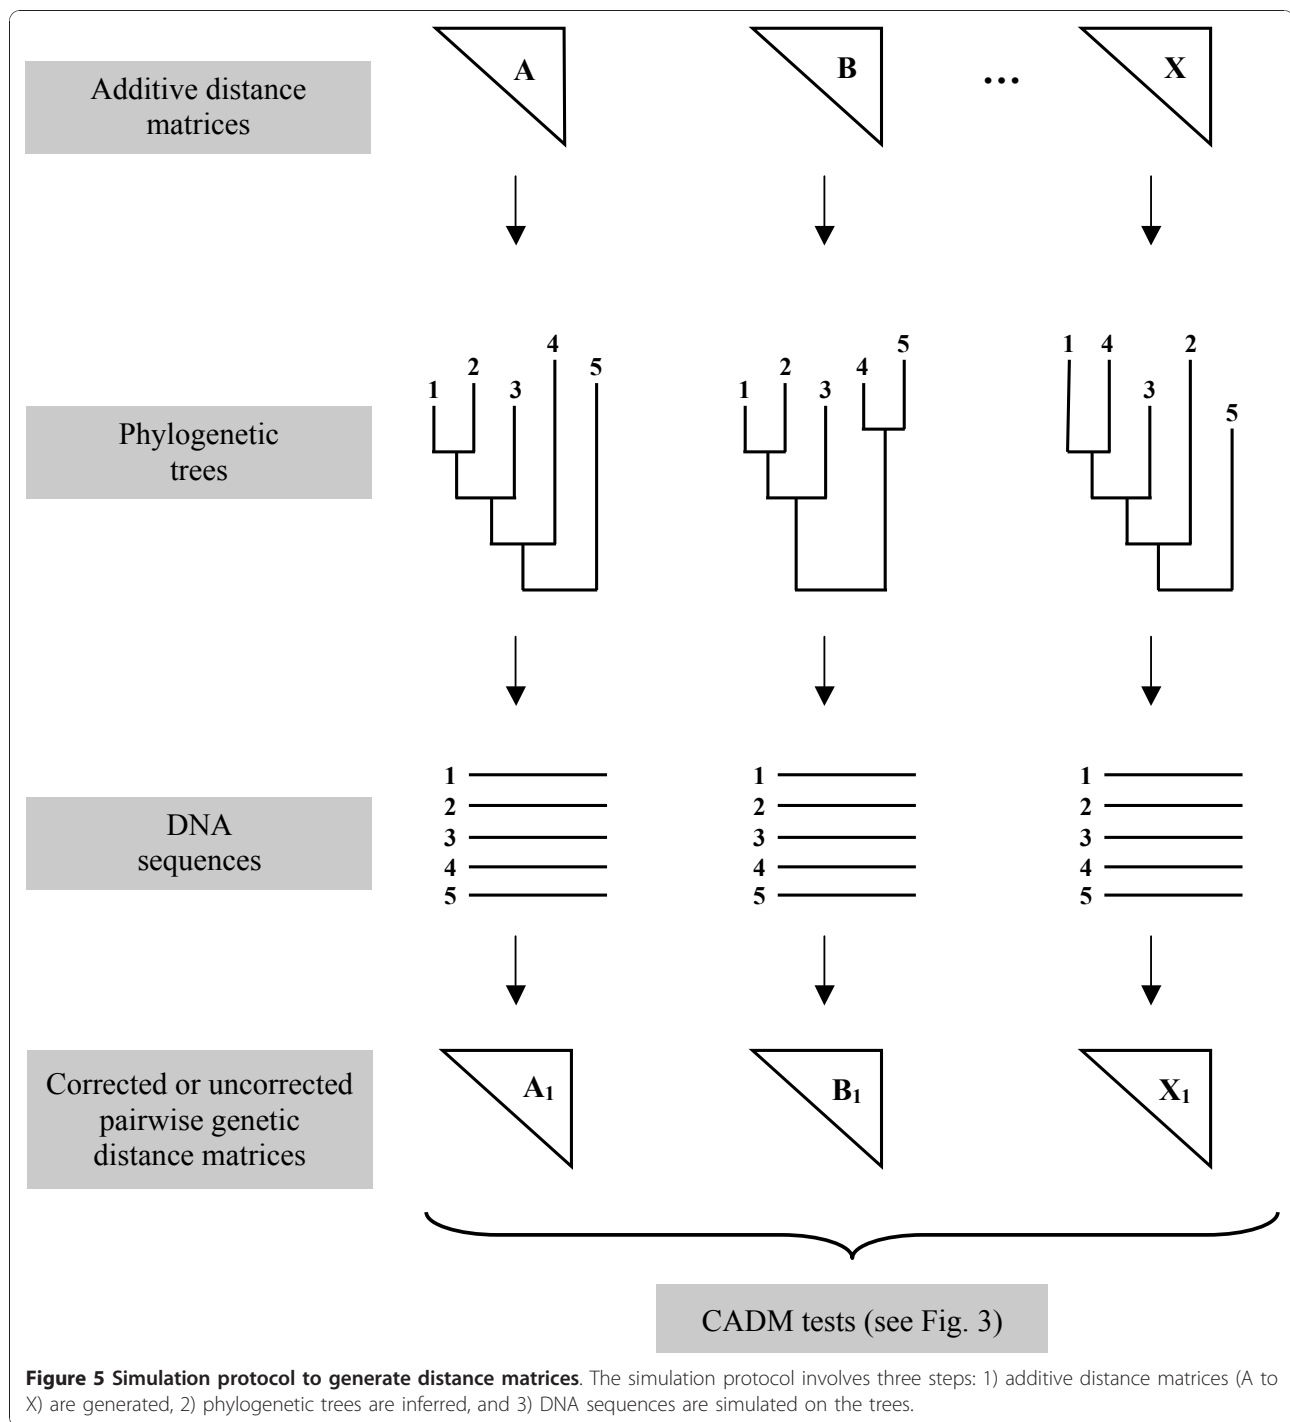 Additive distance
matrices
A
B
...
X
Phylogenetic
trees
1 2 3 4 5
1 2 3 4 5
1 4 3 2 5
DNA
sequences
1
2
3
4
5
1
2
3
4
5
1
2
3
4
5
Corrected or uncorrected
pairwise genetic
distance matrices
A₁
B₁
X₁
CADM tests (see Fig. 3)
Figure 5 Simulation protocol to generate distance matrices. The simulation protocol involves three steps: 1) additive distance matrices (A to
X) are generated, 2) phylogenetic trees are inferred, and 3) DNA sequences are simulated on the trees.